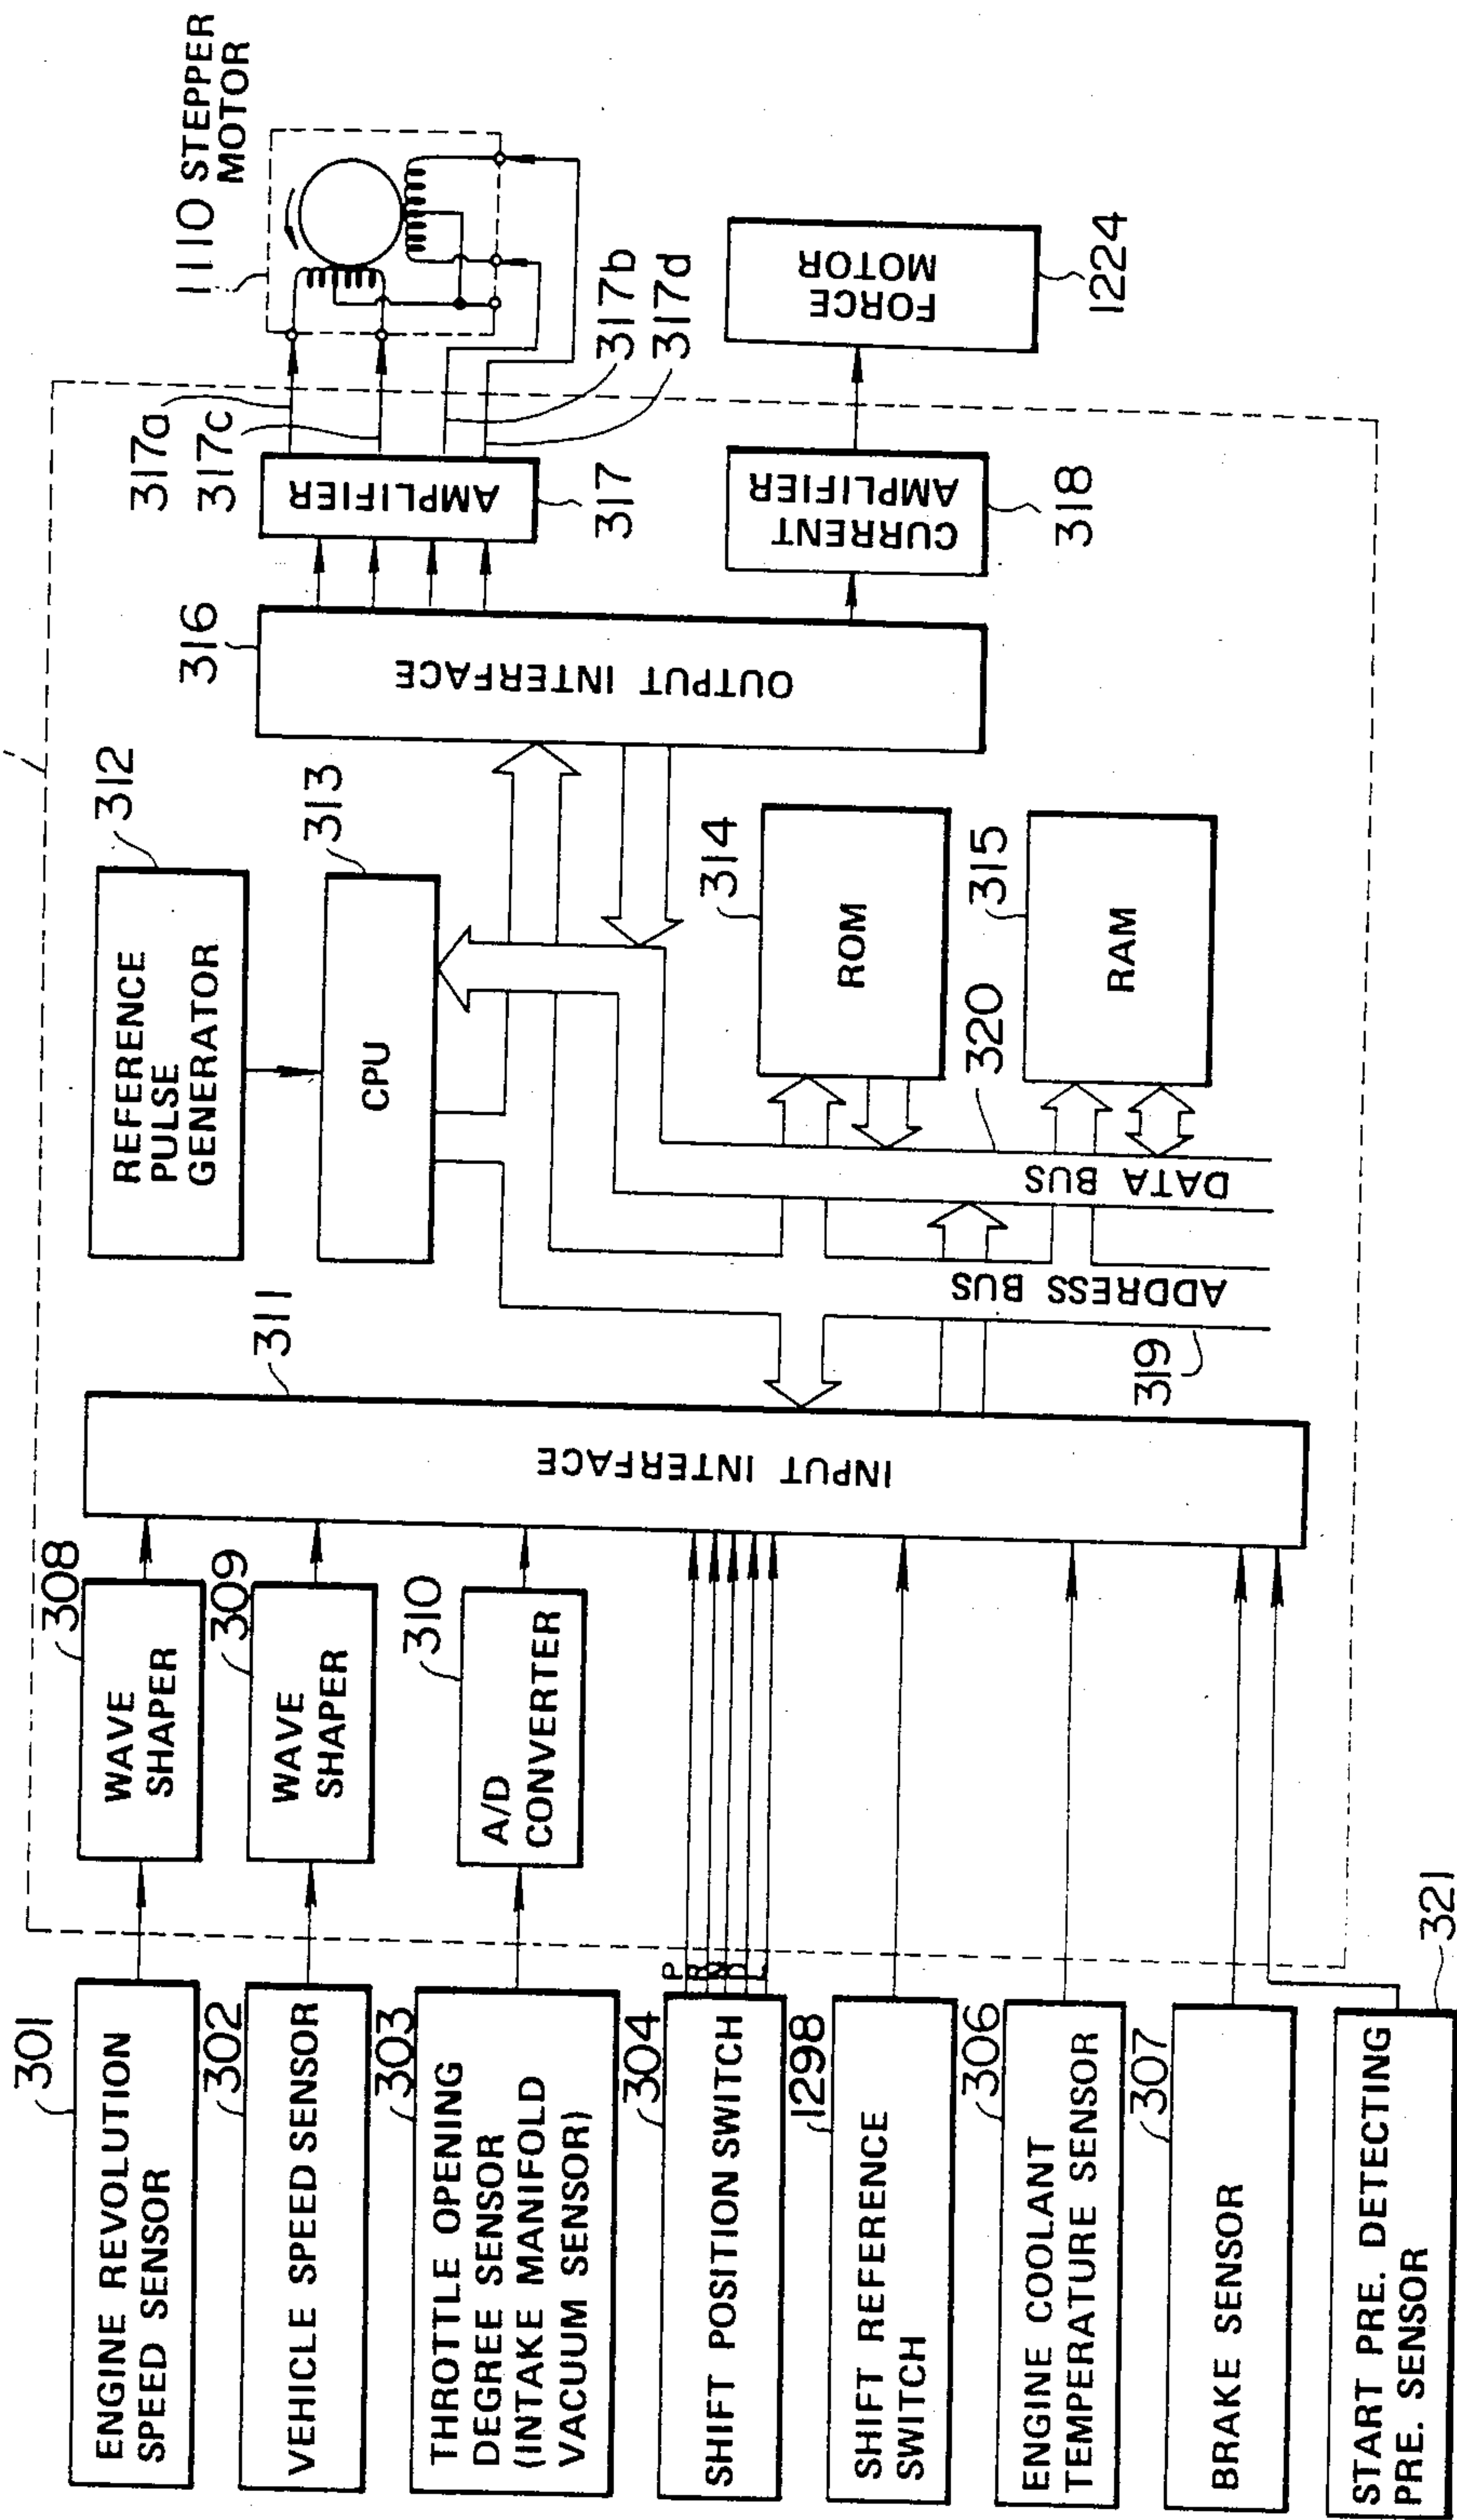 301
ENGINE REVOLUTION
SPEED SENSOR
302
VEHICLE SPEED SENSOR
303
THROTTLE OPENING
DEGREE SENSOR
(INTAKE MANIFOLD
VACUUM SENSOR)
304
SHIFT POSITION SWITCH
P
R
1298
SHIFT REFERENCE
SWITCH
306
ENGINE COOLANT
TEMPERATURE SENSOR
307
BRAKE SENSOR
321
START PRE. DETECTING
PRE. SENSOR
308
WAVE
SHAPER
309
WAVE
SHAPER
310
A/D
CONVERTER
311
INPUT INTERFACE
312
REFERENCE
PULSE
GENERATOR
313
CPU
314
ROM
315
RAM
320
DATA BUS
ADDRESS BUS
319
316
OUTPUT INTERFACE
317a
317c
AMPLIFIER
317
317b
317d
CURRENT
AMPLIFIER
318
1110 STEPPER
MOTOR
FORCE
MOTOR
1224